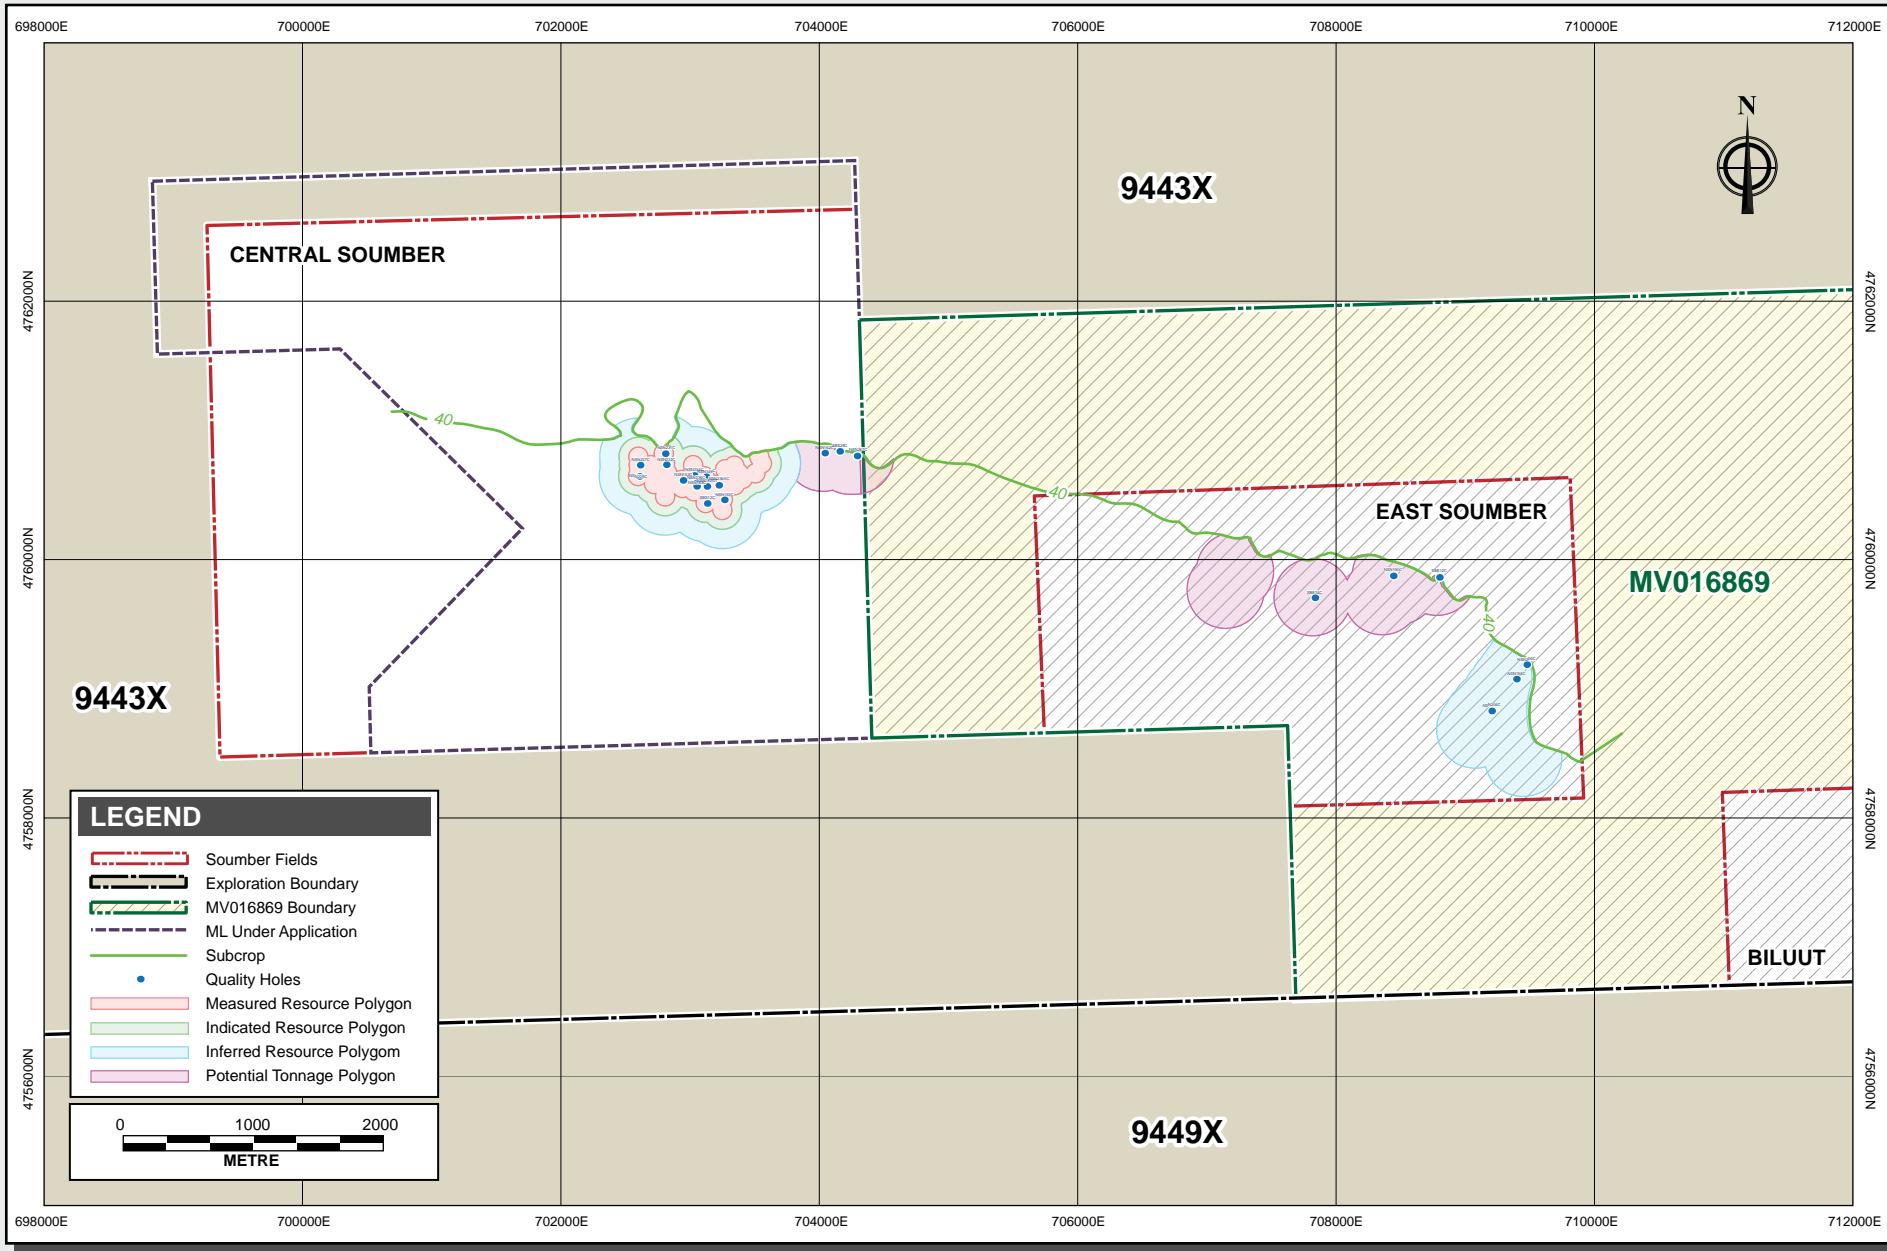 698000E 700000E 702000E 704000E 706000E 708000E 710000E 712000E
N
9443X
CENTRAL SOUMBER
4762000N 4762000N
40
40
EAST SOUMBER
4760000N 4760000N
MV016869
40
9443X
4758000N 4758000N
LEGEND
Soumber Fields
Exploration Boundary
MV016869 Boundary
ML Under Application
Subcrop
Quality Holes
Measured Resource Polygon
Indicated Resource Polygon
Inferred Resource Polygom
Potential Tonnage Polygon
BILUUT
4756000N 4756000N
0 1000 2000
METRE
9449X
698000E 700000E 702000E 704000E 706000E 708000E 710000E 712000E